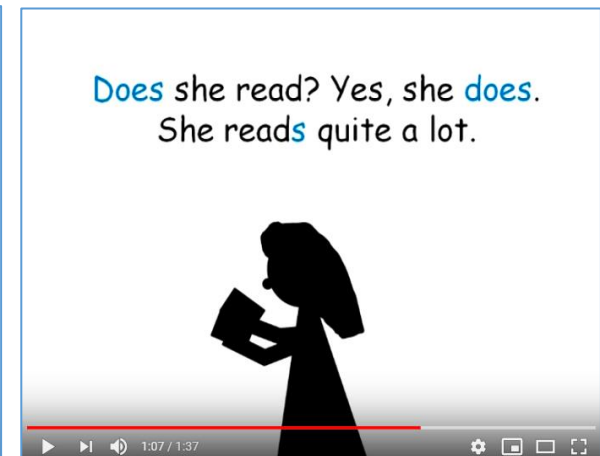 Does she read? Yes, she does.
She reads quite a lot.
1:07 / 1:37